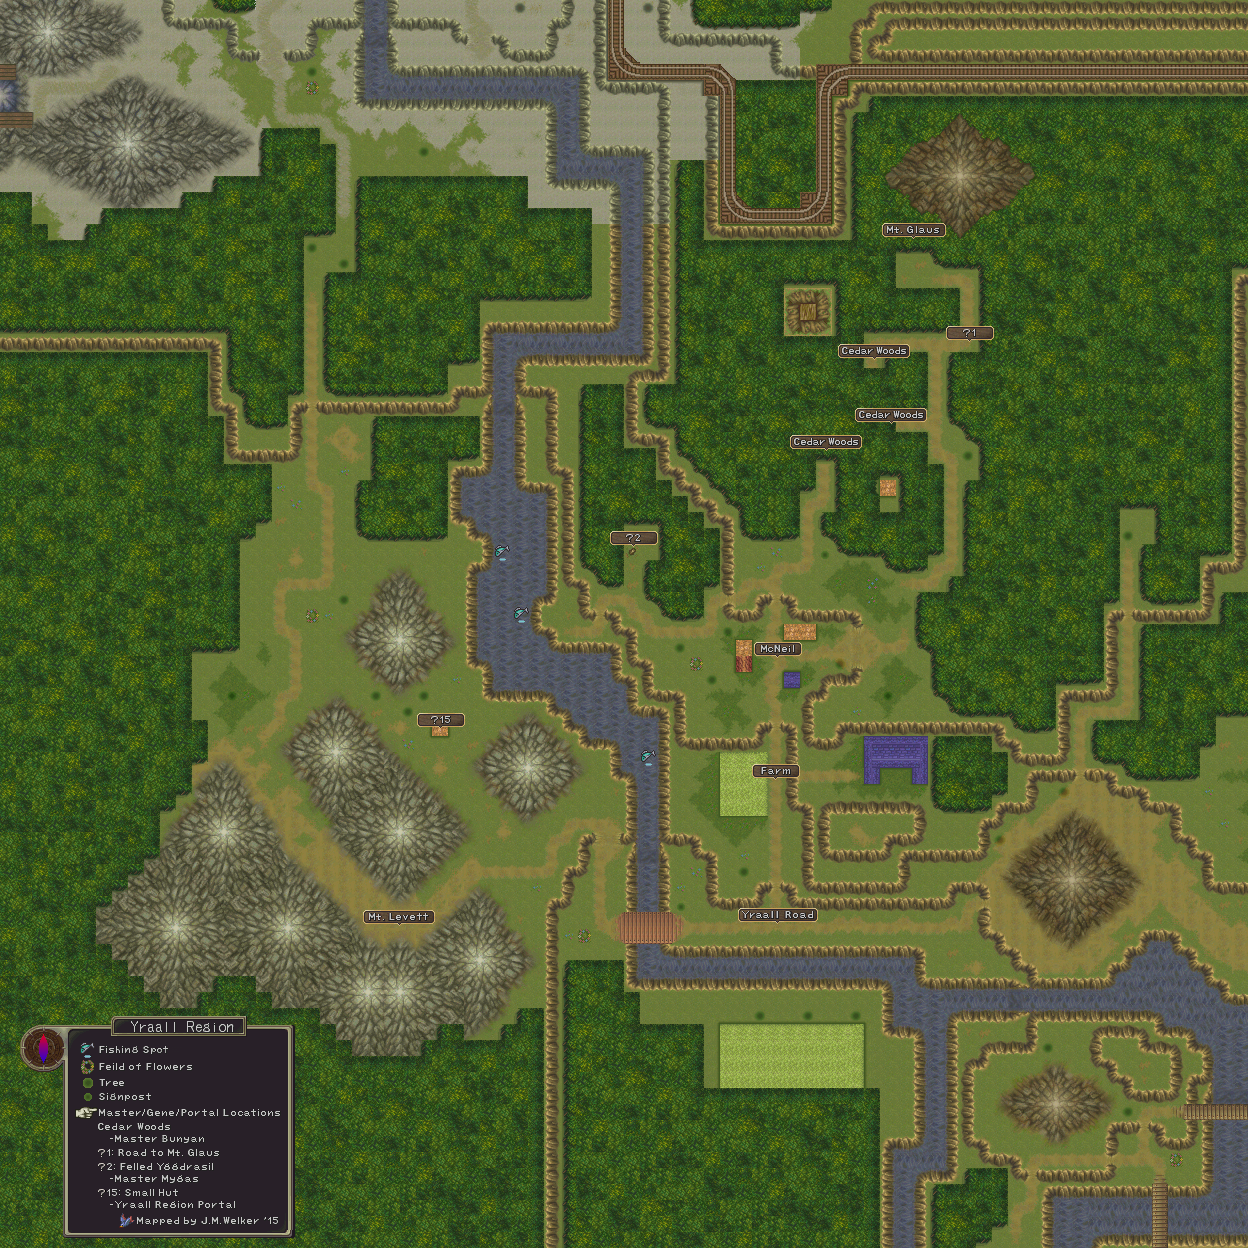 Mt. Glaus
?1
Cedar Woods
Cedar Woods
Cedar Woods
?2
McNeil
?15
Farm
Yraall Road
Mt. Levett
Yraall Region
Fishing Spot
Feild of Flowers
Tree
Signpost
Master/Gene/Portal Locations
Cedar Woods
-Master Bunyan
?1: Road to Mt. Glaus
?2: Felled Yggdrasil
-Master Mygas
?15: Small Hut
-Yraall Region Portal
Mapped by J.M.Welker '15